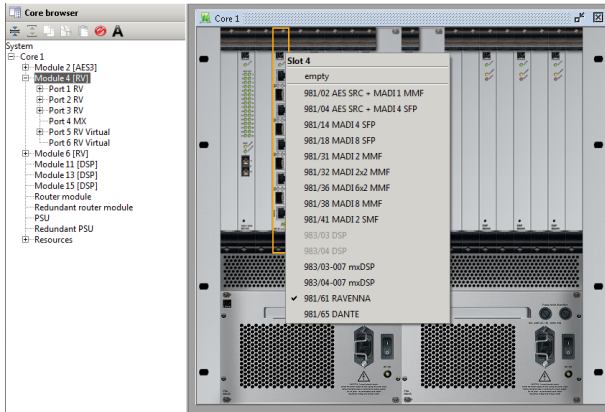 Core browser
System
Core 1
Module 2 [AES3]
Module 4 [RV]
Port 1 RV
Port 2 RV
Port 3 RV
Port 4 MX
Port 5 RV Virtual
Port 6 RV Virtual
Module 6 [RV]
Module 11 [DSP]
Module 13 [DSP]
Module 15 [DSP]
Router module
Redundant router module
PSU
Redundant PSU
Resources
Core 1
Slot 4
empty
981/02 AES SRC + MADI 1 MMF
981/04 AES SRC + MADI 4 SFP
981/14 MADI 4 SFP
981/18 MADI 8 SFP
981/31 MADI 2 MMF
981/32 MADI 2x2 MMF
981/36 MADI 6x2 MMF
981/38 MADI 8 MMF
981/41 MADI 2 SMF
983/03 DSP
983/04 DSP
983/03-007 mxDSP
983/04-007 mxDSP
981/61 RAVENNA
981/65 DANTE